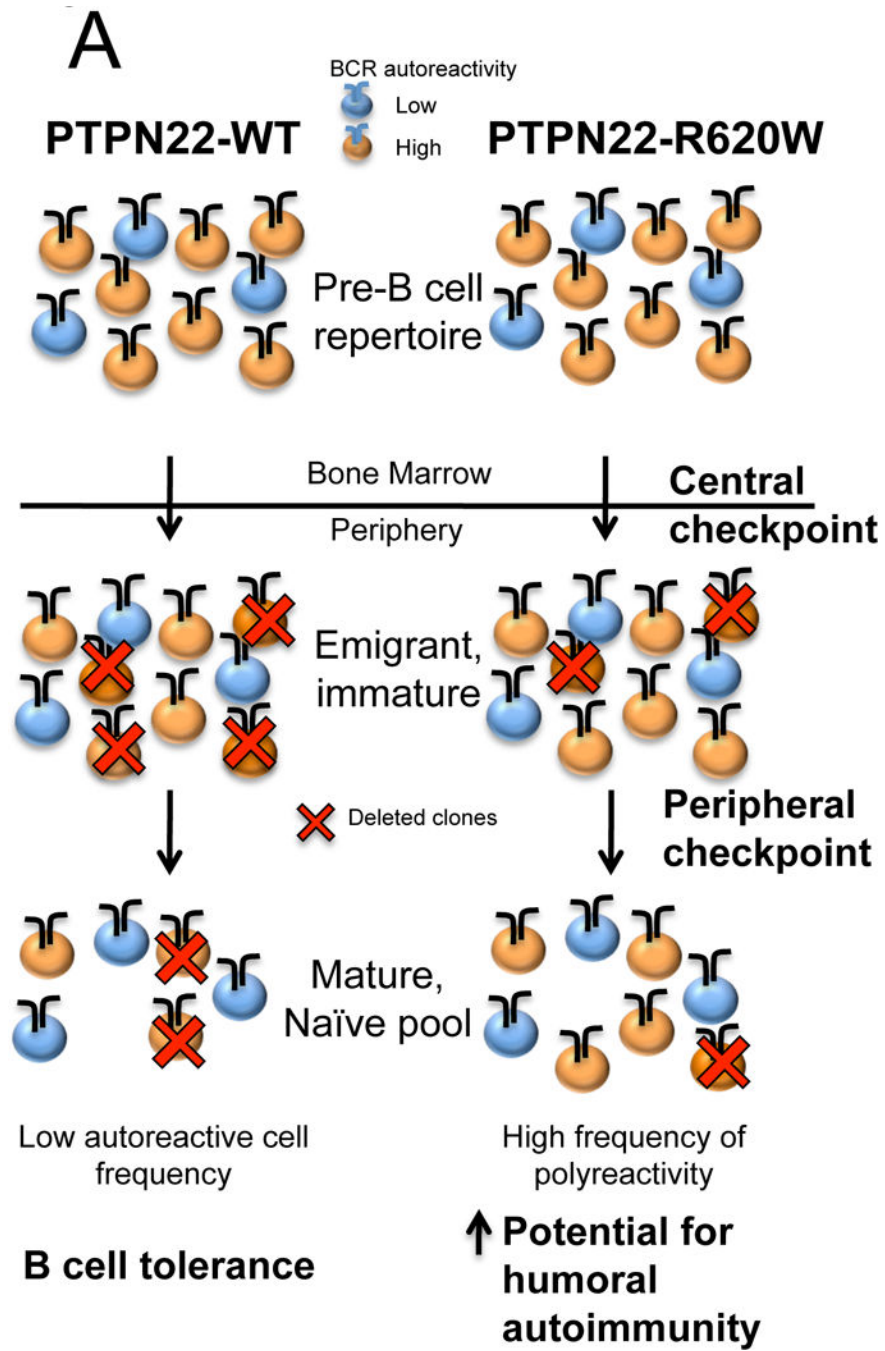 A
BCR autoreactivity
Low
High
PTPN22-WT
PTPN22-R620W
Pre-B cell
repertoire
Bone Marrow
Periphery
Central
checkpoint
Emigrant,
immature
Deleted clones
Peripheral
checkpoint
Mature,
Naïve pool
Low autoreactive cell
frequency
High frequency of
polyreactivity
B cell tolerance
Potential for
humoral
autoimmunity